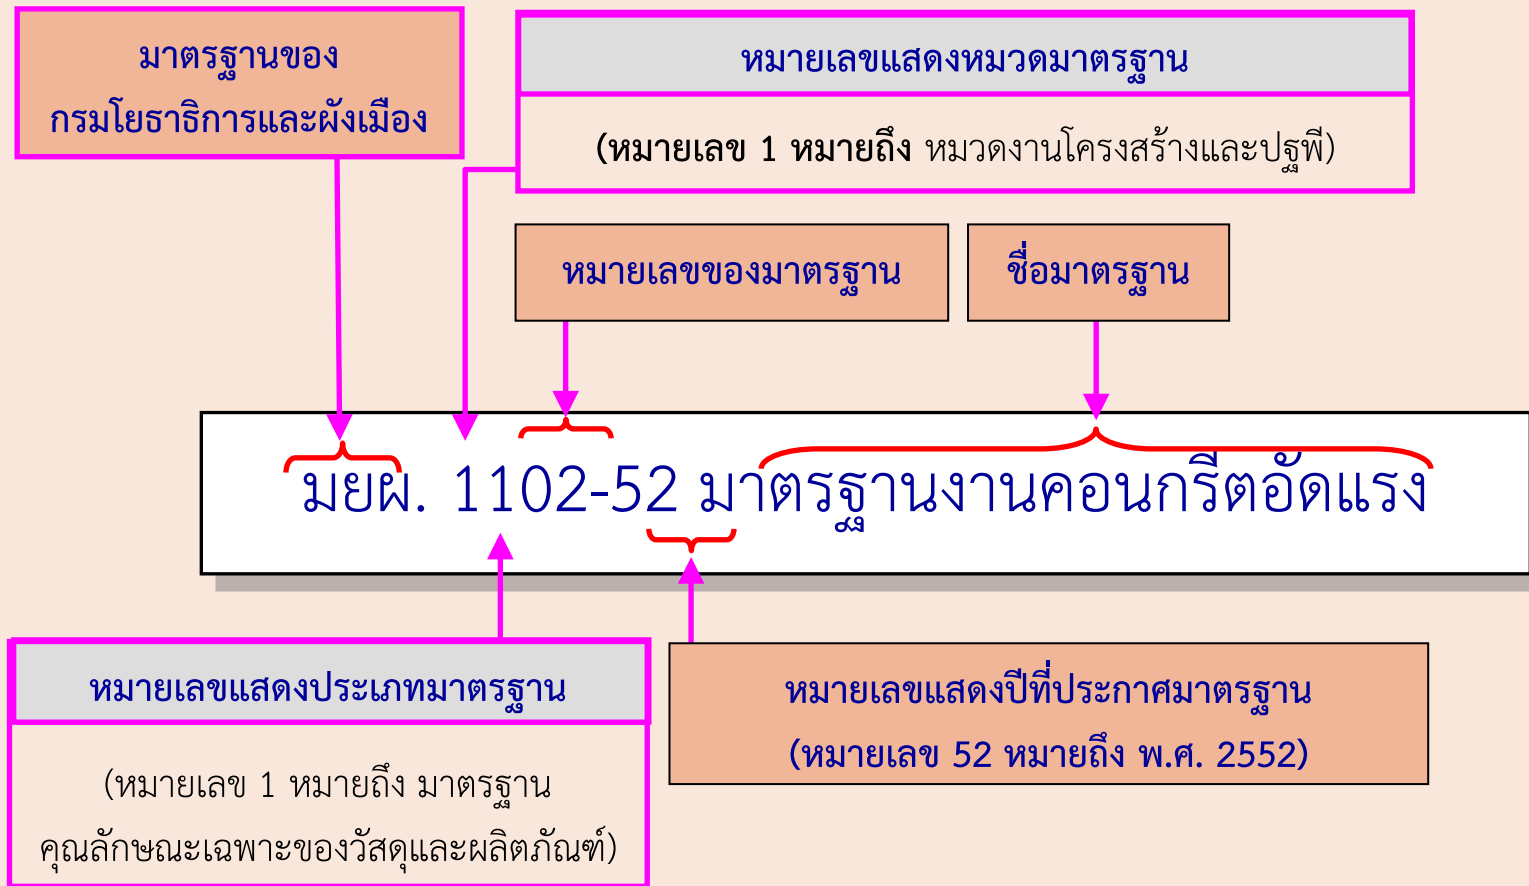 มาตรฐานของ
กรมโยธาธิการและผังเมือง
หมายเลขแสดงหมวดมาตรฐาน
(หมายเลข 1 หมายถึง หมวดงานโครงสร้างและปฐพี)
หมายเลขของมาตรฐาน
ชื่อมาตรฐาน
มยผ. 1102-52 มาตรฐานงานคอนกรีตอัดแรง
หมายเลขแสดงประเภทมาตรฐาน
(หมายเลข 1 หมายถึง มาตรฐาน
คุณลักษณะเฉพาะของวัสดุและผลิตภัณฑ์)
หมายเลขแสดงปีที่ประกาศมาตรฐาน
(หมายเลข 52 หมายถึง พ.ศ. 2552)